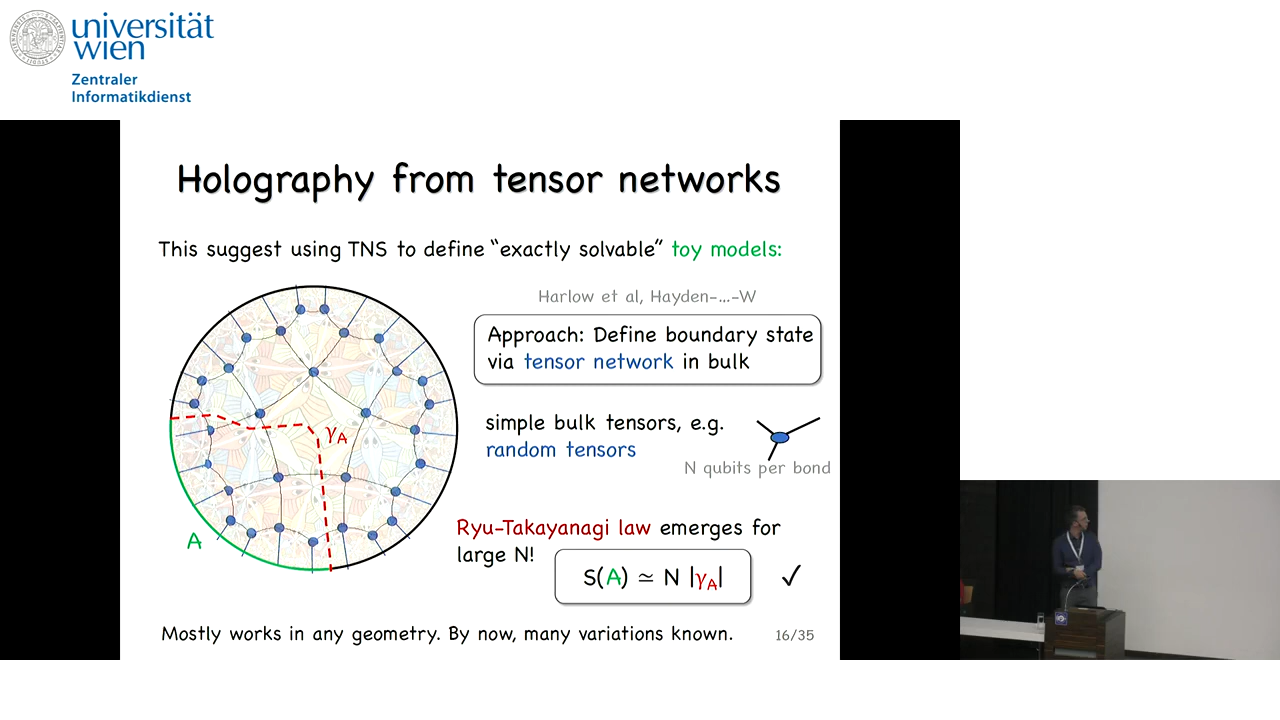 universität
wien
Zentraler
Informatikdienst
Holography from tensor networks
This suggest using TNS to define “exactly solvable” toy models:
Harlow et al, Hayden-...-W
Approach: Define boundary state
via tensor network in bulk
γA
simple bulk tensors, e.g.
random tensors
N qubits per bond
A
Ryu-Takayanagi law emerges for
large N!
S(A) ≃ N |γA| ✓
Mostly works in any geometry. By now, many variations known.
16/35